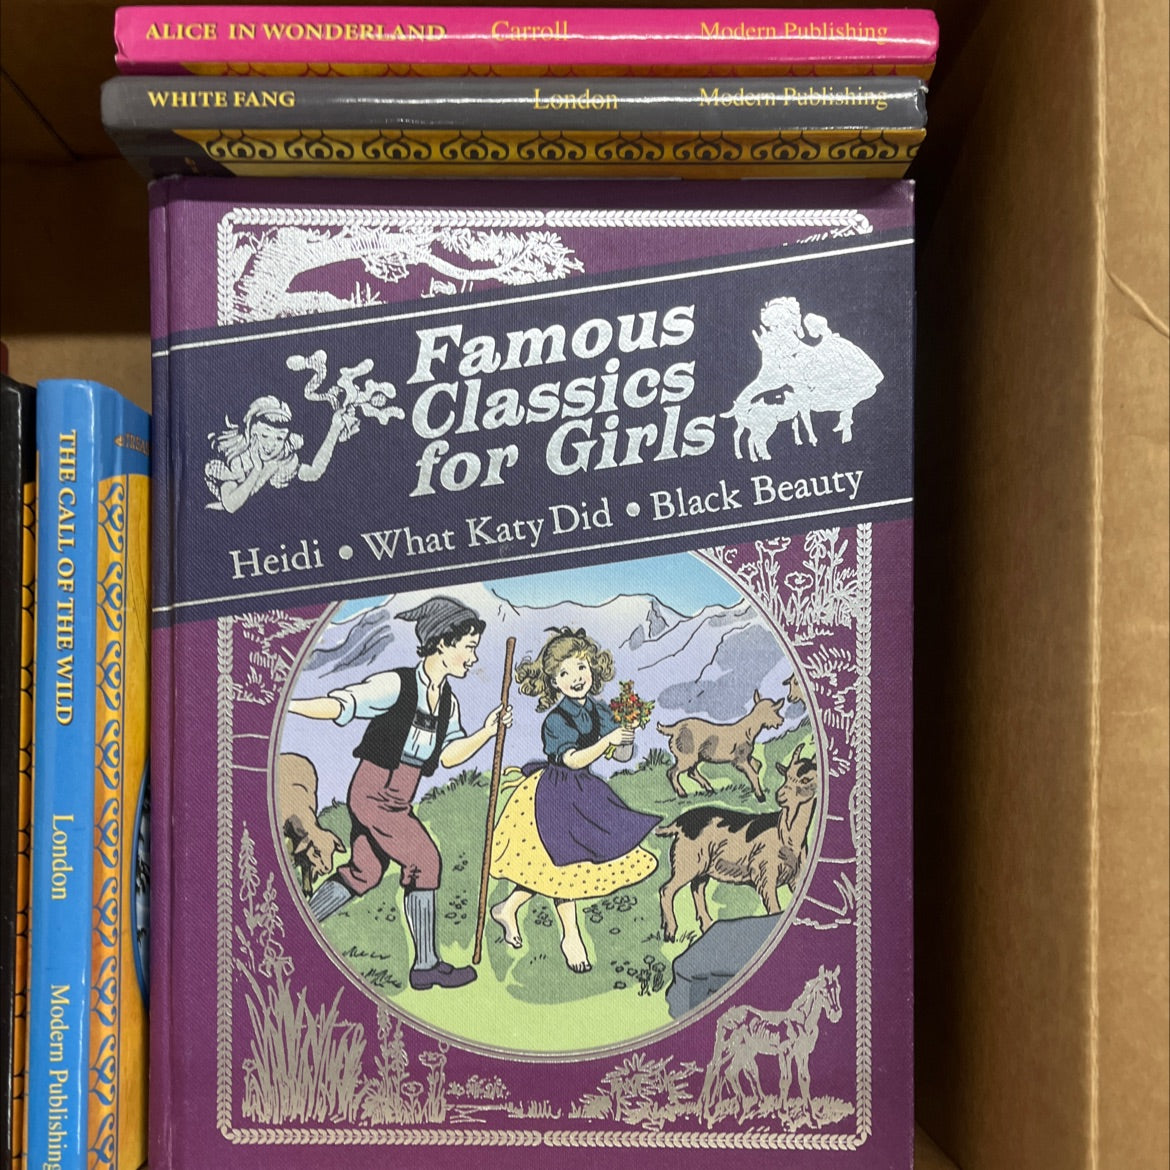 ALICE IN WONDERLAND Carroll Modern Publishing
WHITE FANG London Modern Publishing
Famous
Classics
for Girls
Heidi • What Katy Did • Black Beauty
THE CALL OF THE WILD London Modern Publishing